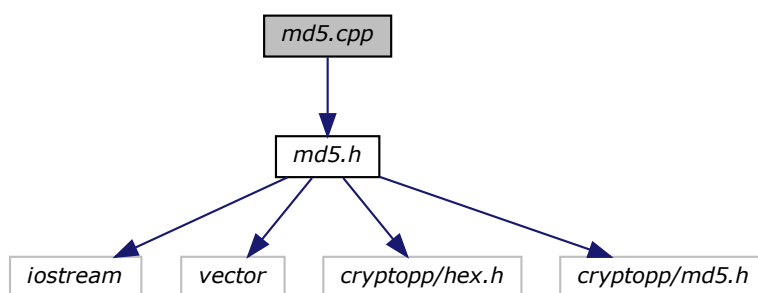 md5.cpp
md5.h
iostream
vector
cryptopp/hex.h
cryptopp/md5.h